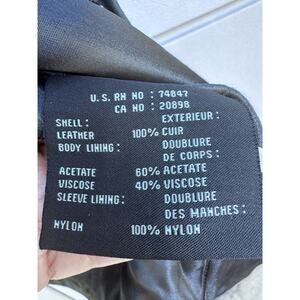 U.S. RN NO : 74847
CA NO : 20898
SHELL : EXTERIEUR :
LEATHER 100% CUIR
BODY LINING : DOUBLURE
DE CORPS :
ACETATE 60% ACETATE
VISCOSE 40% VISCOSE
SLEEVE LINING : DOUBLURE
DES MANCHES :
NYLON 100% NYLON